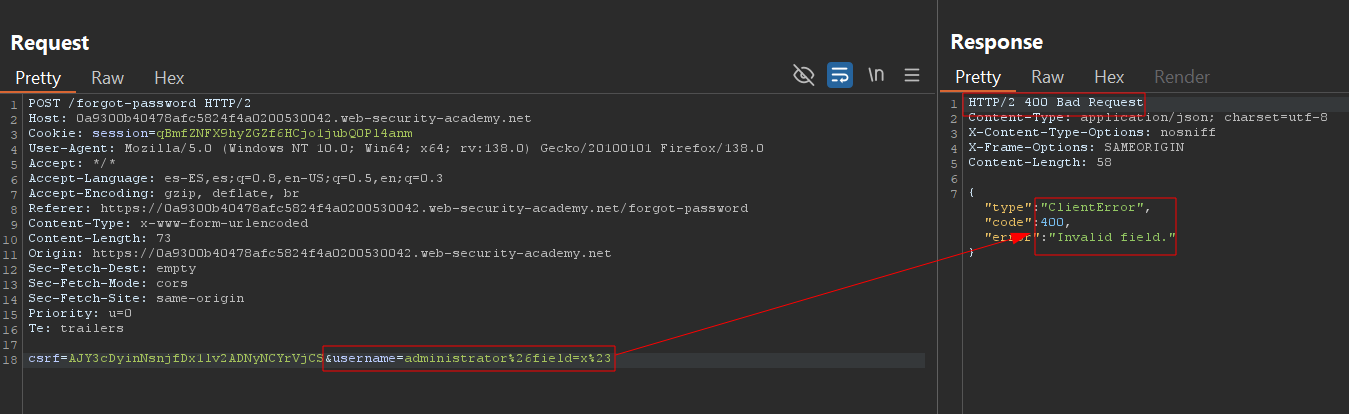 Request
Pretty Raw Hex
\n
1 POST /forgot-password HTTP/2
2 Host: 0a9300b40478afc5824f4a0200530042.web-security-academy.net
3 Cookie: session=qBmfZNFX9hyZGZf6HCjo1jubQ0Pl4anm
4 User-Agent: Mozilla/5.0 (Windows NT 10.0; Win64; x64; rv:138.0) Gecko/20100101 Firefox/138.0
5 Accept: */*
6 Accept-Language: es-ES,es;q=0.8,en-US;q=0.5,en;q=0.3
7 Accept-Encoding: gzip, deflate, br
8 Referer: https://0a9300b40478afc5824f4a0200530042.web-security-academy.net/forgot-password
9 Content-Type: x-www-form-urlencoded
10 Content-Length: 73
11 Origin: https://0a9300b40478afc5824f4a0200530042.web-security-academy.net
12 Sec-Fetch-Dest: empty
13 Sec-Fetch-Mode: cors
14 Sec-Fetch-Site: same-origin
15 Priority: u=0
16 Te: trailers
17
18 csrf=AJY3cDyinNsnjfDx1lv2ADNyNCYrVjCS&username=administrator%26field=x%23
Response
Pretty Raw Hex Render
1 HTTP/2 400 Bad Request
2 Content-Type: application/json; charset=utf-8
3 X-Content-Type-Options: nosniff
4 X-Frame-Options: SAMEORIGIN
5 Content-Length: 58
6
7 {
"type":"ClientError",
"code":400,
"error":"Invalid field."
}